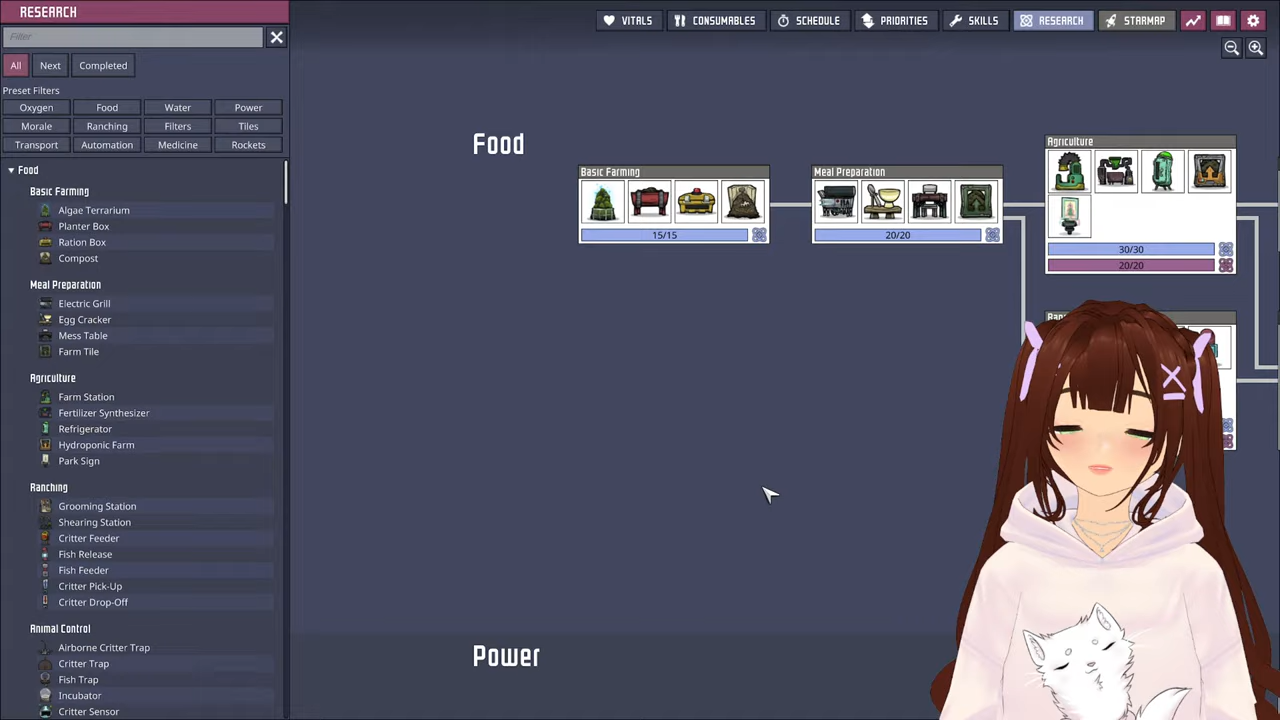 RESEARCH
VITALS
CONSUMABLES
SCHEDULE
PRIORITIES
SKILLS
RESEARCH
STARMAP
Filter
All
Next
Completed
Preset Filters
Oxygen
Food
Water
Power
Morale
Ranching
Filters
Tiles
Transport
Automation
Medicine
Rockets
Food
Basic Farming
Algae Terrarium
Planter Box
Ration Box
Compost
Meal Preparation
Electric Grill
Egg Cracker
Mess Table
Farm Tile
Agriculture
Farm Station
Fertilizer Synthesizer
Refrigerator
Hydroponic Farm
Park Sign
Ranching
Grooming Station
Shearing Station
Critter Feeder
Fish Release
Fish Feeder
Critter Pick-Up
Critter Drop-Off
Animal Control
Airborne Critter Trap
Critter Trap
Fish Trap
Incubator
Critter Sensor
Food
Basic Farming
15/15
Meal Preparation
20/20
Agriculture
30/30
20/20
Power